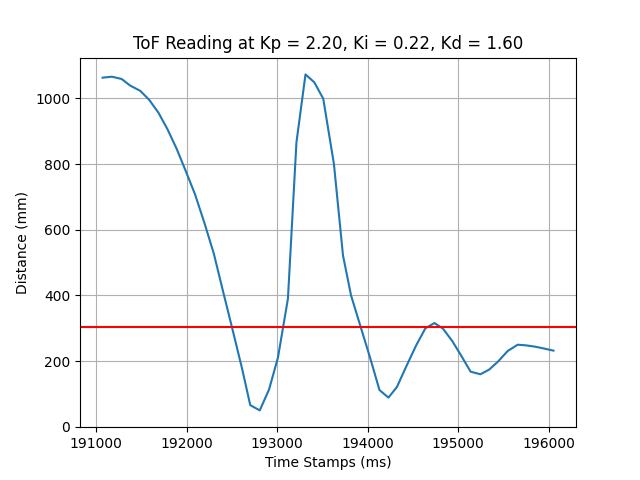 ToF Reading at Kp = 2.20, Ki = 0.22, Kd = 1.60
1000
800
600
400
200
0
Distance (mm)
191000 192000 193000 194000 195000 196000
Time Stamps (ms)